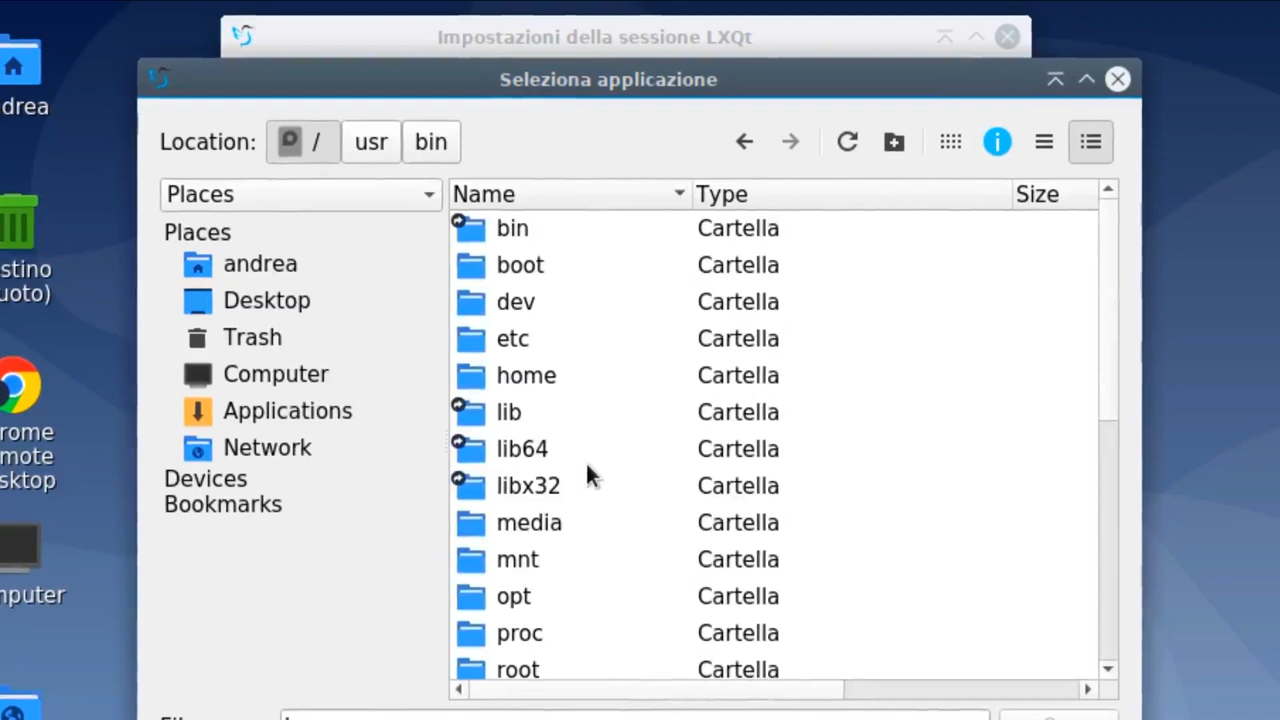 Impostazioni della sessione LXQt
Seleziona applicazione
Location: / usr bin
Places
Name Type Size
Places
andrea
Desktop
Trash
Computer
Applications
Network
Devices
Bookmarks
bin Cartella
boot Cartella
dev Cartella
etc Cartella
home Cartella
lib Cartella
lib64 Cartella
libx32 Cartella
media Cartella
mnt Cartella
opt Cartella
proc Cartella
root Cartella
drea
stino
uoto)
rome
mote
sktop
mputer